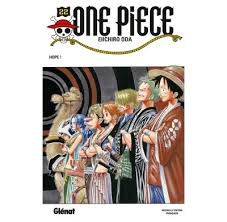 22
ONE PIECE
EIICHIRO ODA
HOPE !
Glénat
NOUVELLE ÉDITION
FRANÇAISE